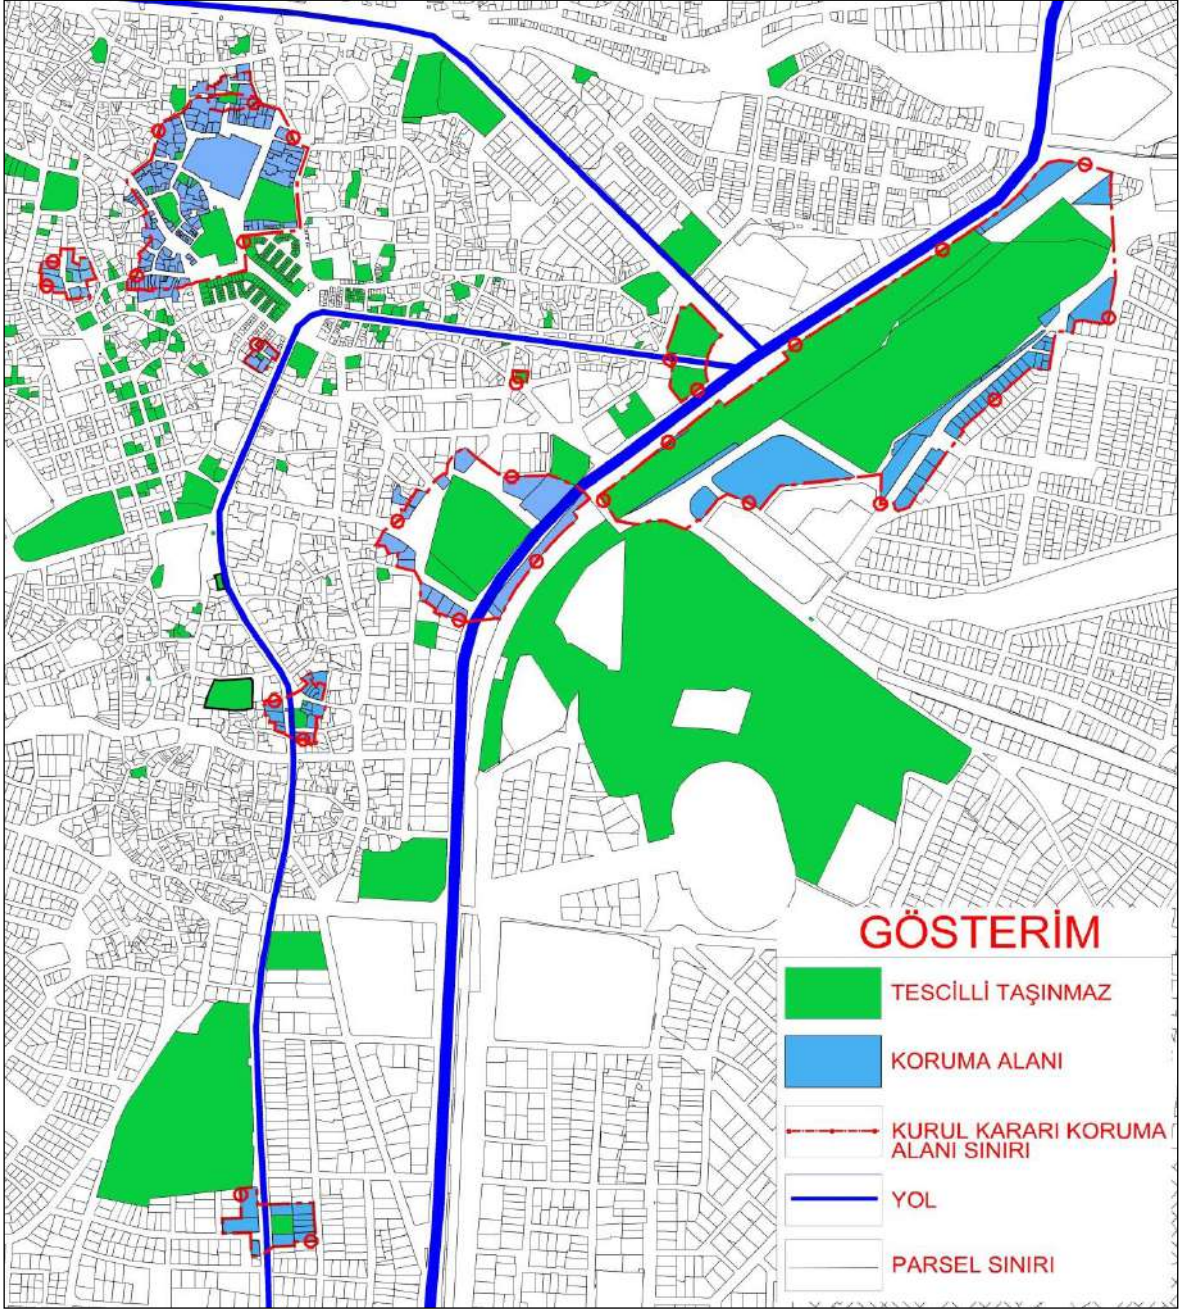 GÖSTERİM
TESCİLLİ TAŞINMAZ
KORUMA ALANI
KURUL KARARI KORUMA
ALANI SINIRI
YOL
PARSEL SINIRI